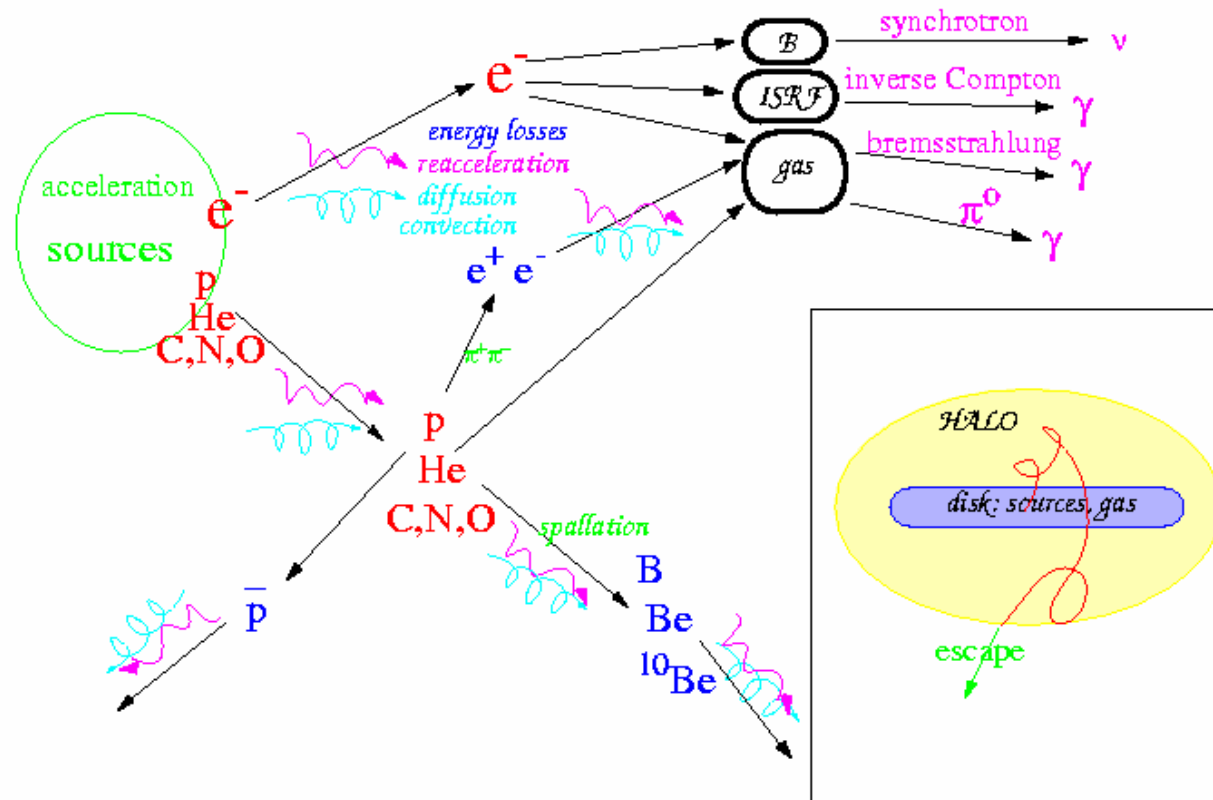 synchrotron
B
ν
e⁻
inverse Compton
ISRF
γ
energy losses
bremsstrahlung
reacceleration
gas
γ
acceleration
diffusion
e⁻
convection
π⁰
sources
γ
e⁺ e⁻
p
He
C,N,O
π⁺π⁻
p
HALO
He
disk: sources, gas
C,N,O
spallation
B
p̅
Be
escape
¹⁰Be